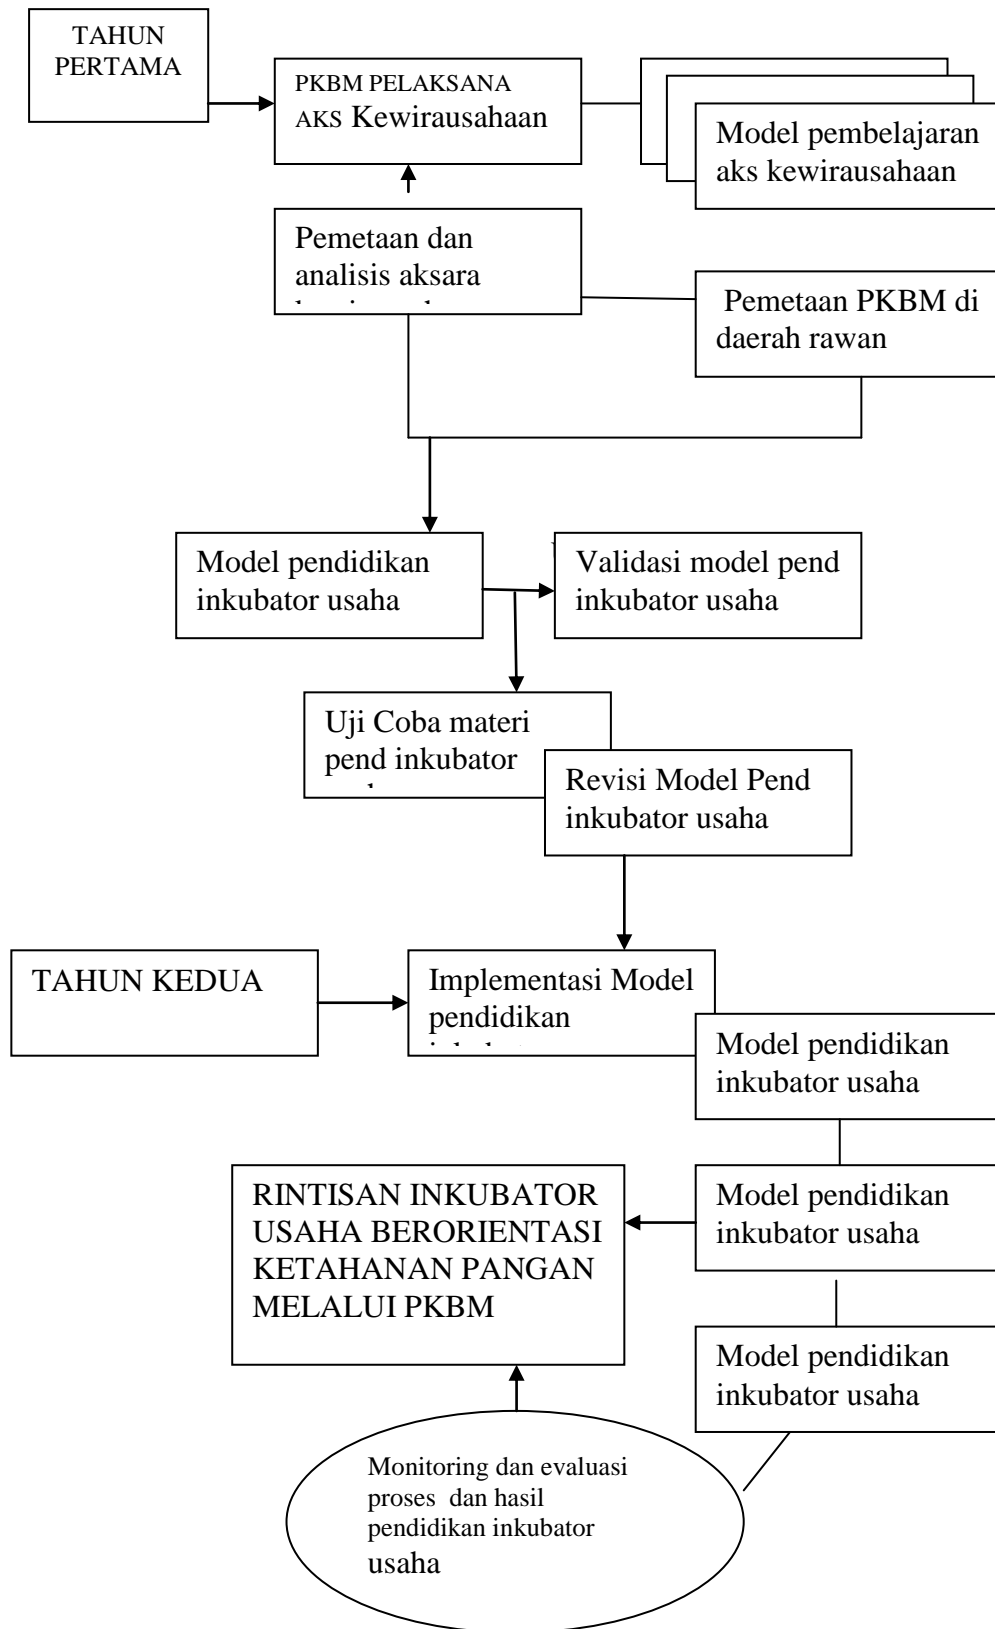 TAHUN
PERTAMA
PKBM PELAKSANA
AKS Kewirausahaan
Model pembelajaran
aks kewirausahaan
Pemetaan dan
analisis aksara
Pemetaan PKBM di
daerah rawan
Model pendidikan
inkubator usaha
Validasi model pend
inkubator usaha
Uji Coba materi
pend inkubator
Revisi Model Pend
inkubator usaha
TAHUN KEDUA
Implementasi Model
pendidikan
Model pendidikan
inkubator usaha
RINTISAN INKUBATOR
USAHA BERORIENTASI
KETAHANAN PANGAN
MELALUI PKBM
Model pendidikan
inkubator usaha
Model pendidikan
inkubator usaha
Monitoring dan evaluasi
proses dan hasil
pendidikan inkubator
usaha